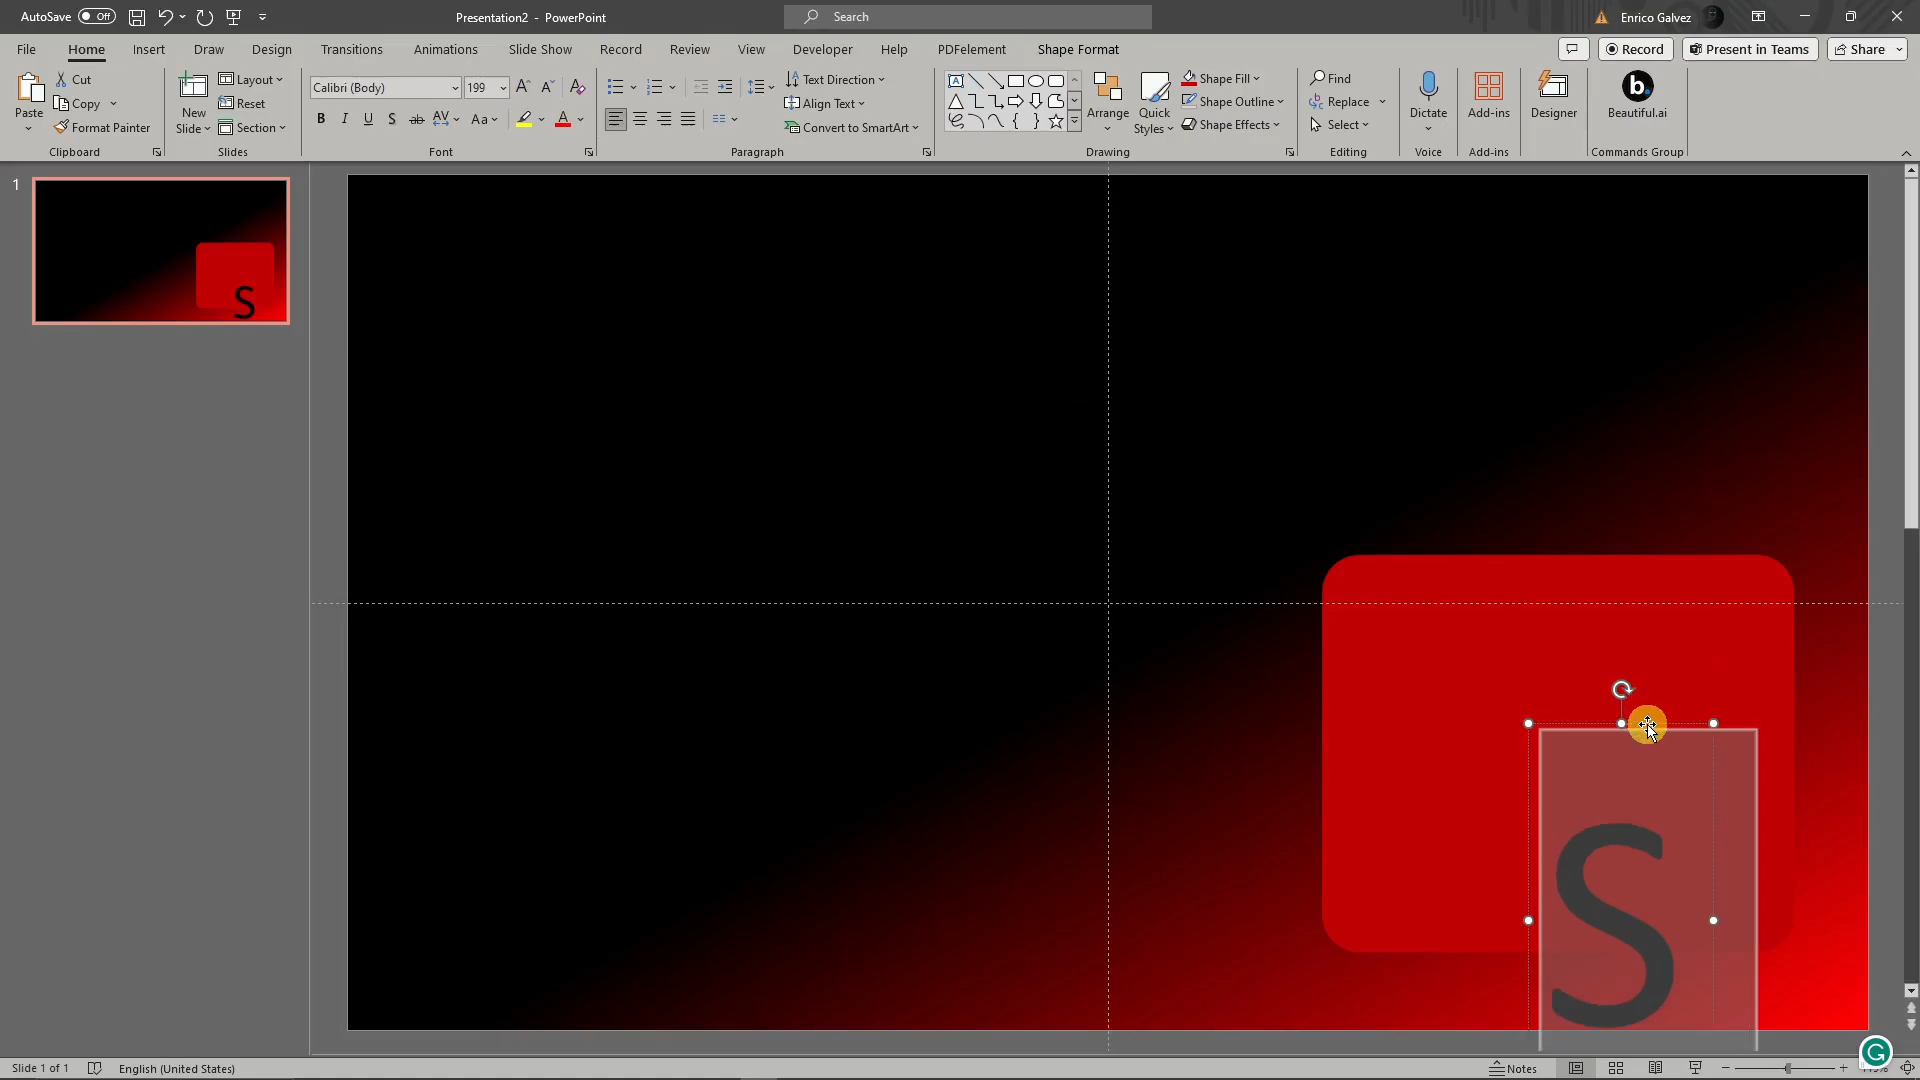 AutoSave Off Presentation2 - PowerPoint Search Enrico Galvez
File Home Insert Draw Design Transitions Animations Slide Show Record Review View Developer Help PDFelement Shape Format Record Present in Teams Share
Paste Cut Copy Format Painter Clipboard
New Slide Layout Reset Section Slides
Calibri (Body) 199 Font
B I U S ab AV Aa A
Text Direction Align Text Convert to SmartArt Paragraph
Arrange Quick Styles Shape Fill Shape Outline Shape Effects Drawing
Find Replace Select Editing
Dictate Voice
Add-ins Add-ins
Designer
b. Beautiful.ai Commands Group
1
S
S
Slide 1 of 1 English (United States) Notes